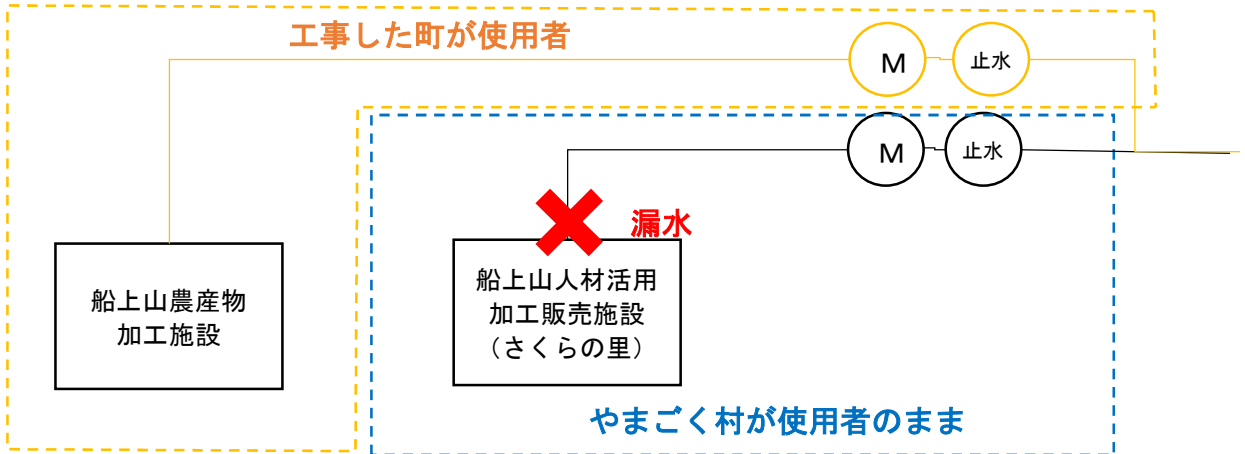 工事した町が使用者
M
止水
M
止水
漏水
船上山農産物
加工施設
船上山人材活用
加工販売施設
（さくらの里）
やまごく村が使用者のまま